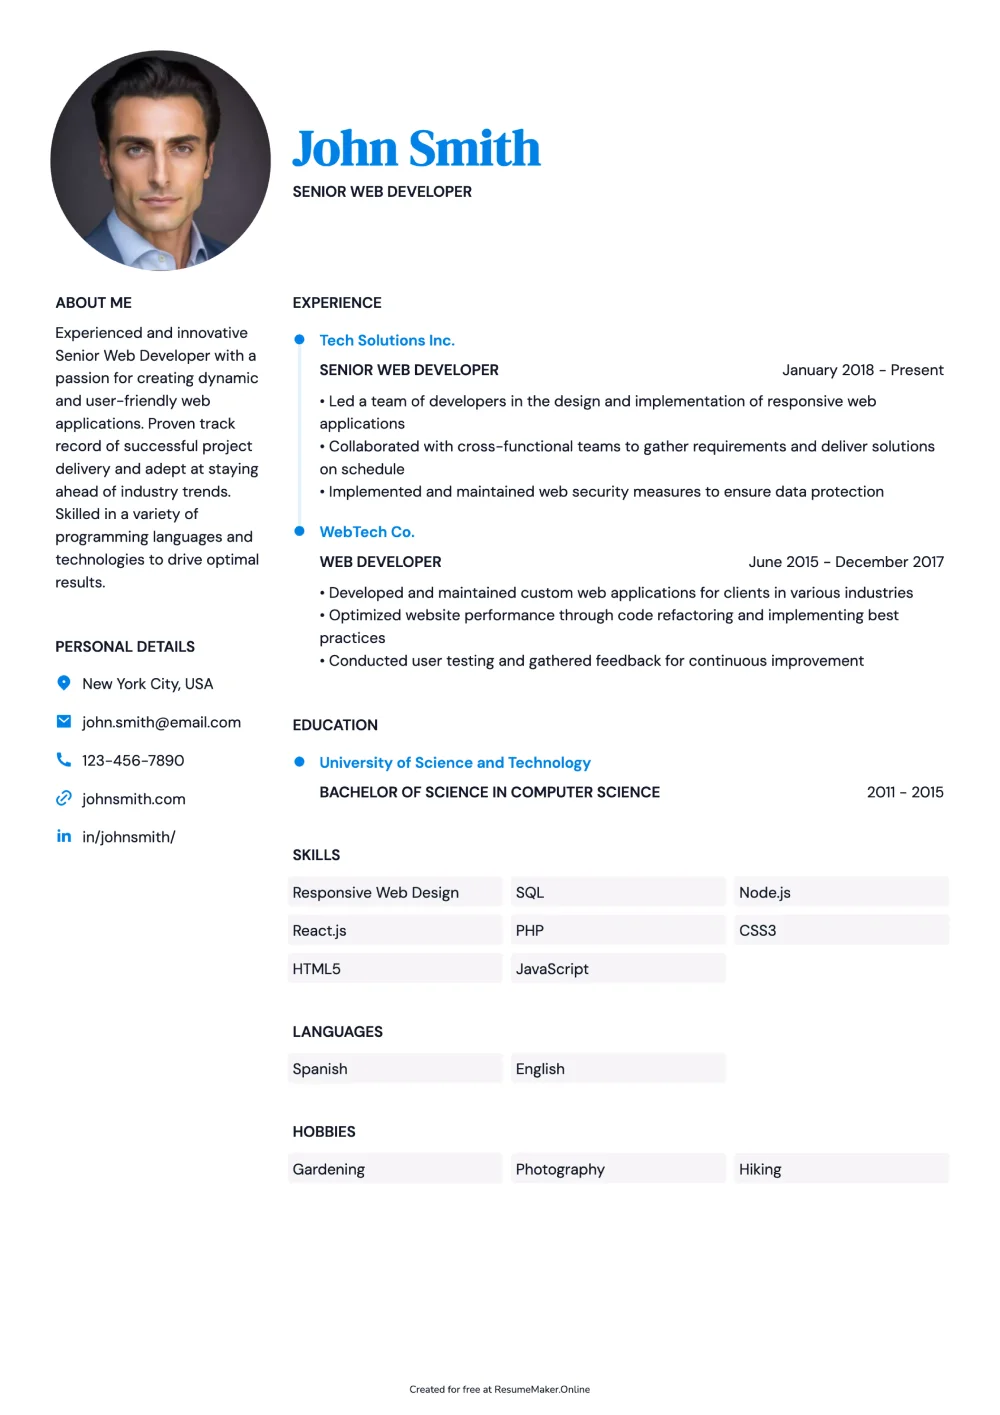 John Smith
SENIOR WEB DEVELOPER
ABOUT ME
Experienced and innovative
Senior Web Developer with a
passion for creating dynamic
and user-friendly web
applications. Proven track
record of successful project
delivery and adept at staying
ahead of industry trends.
Skilled in a variety of
programming languages and
technologies to drive optimal
results.
PERSONAL DETAILS
New York City, USA
john.smith@email.com
123-456-7890
johnsmith.com
in/johnsmith/
EXPERIENCE
Tech Solutions Inc.
SENIOR WEB DEVELOPER January 2018 - Present
• Led a team of developers in the design and implementation of responsive web
applications
• Collaborated with cross-functional teams to gather requirements and deliver solutions
on schedule
• Implemented and maintained web security measures to ensure data protection
WebTech Co.
WEB DEVELOPER June 2015 - December 2017
• Developed and maintained custom web applications for clients in various industries
• Optimized website performance through code refactoring and implementing best
practices
• Conducted user testing and gathered feedback for continuous improvement
EDUCATION
University of Science and Technology
BACHELOR OF SCIENCE IN COMPUTER SCIENCE 2011 - 2015
SKILLS
Responsive Web Design SQL Node.js
React.js PHP CSS3
HTML5 JavaScript
LANGUAGES
Spanish English
HOBBIES
Gardening Photography Hiking
Created for free at ResumeMaker.Online